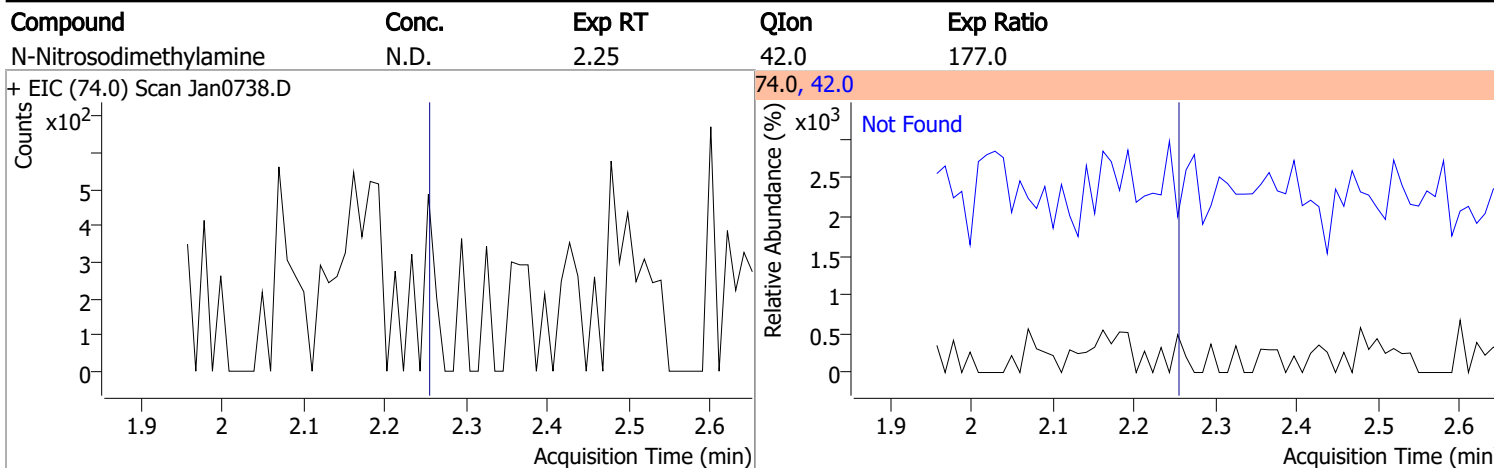 Compound Conc. Exp RT QIon Exp Ratio
N-Nitrosodimethylamine N.D. 2.25 42.0 177.0
+ EIC (74.0) Scan Jan0738.D
Counts
x10²
5
4
3
2
1
0
1.9 2 2.1 2.2 2.3 2.4 2.5 2.6
Acquisition Time (min)
74.0, 42.0
Relative Abundance (%)
x10³
Not Found
2.5
2
1.5
1
0.5
0
1.9 2 2.1 2.2 2.3 2.4 2.5 2.6
Acquisition Time (min